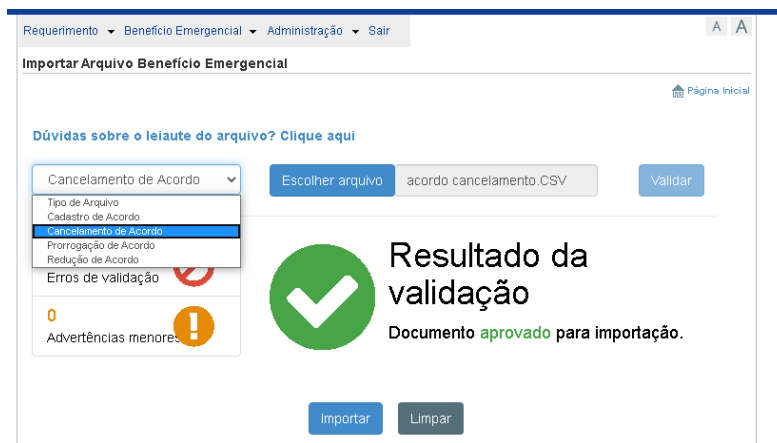 Requerimento Benefício Emergencial Administração Sair
A A
Importar Arquivo Benefício Emergencial
Página Inicial
Dúvidas sobre o leiaute do arquivo? Clique aqui
Cancelamento de Acordo Escolher arquivo acordo cancelamento.CSV Validar
Tipo de Arquivo
Cadastro de Acordo
Cancelamento de Acordo
Prorrogação de Acordo
Redução de Acordo
Erros de validação
0
Advertências menores
Resultado da
validação
Documento aprovado para importação.
Importar Limpar